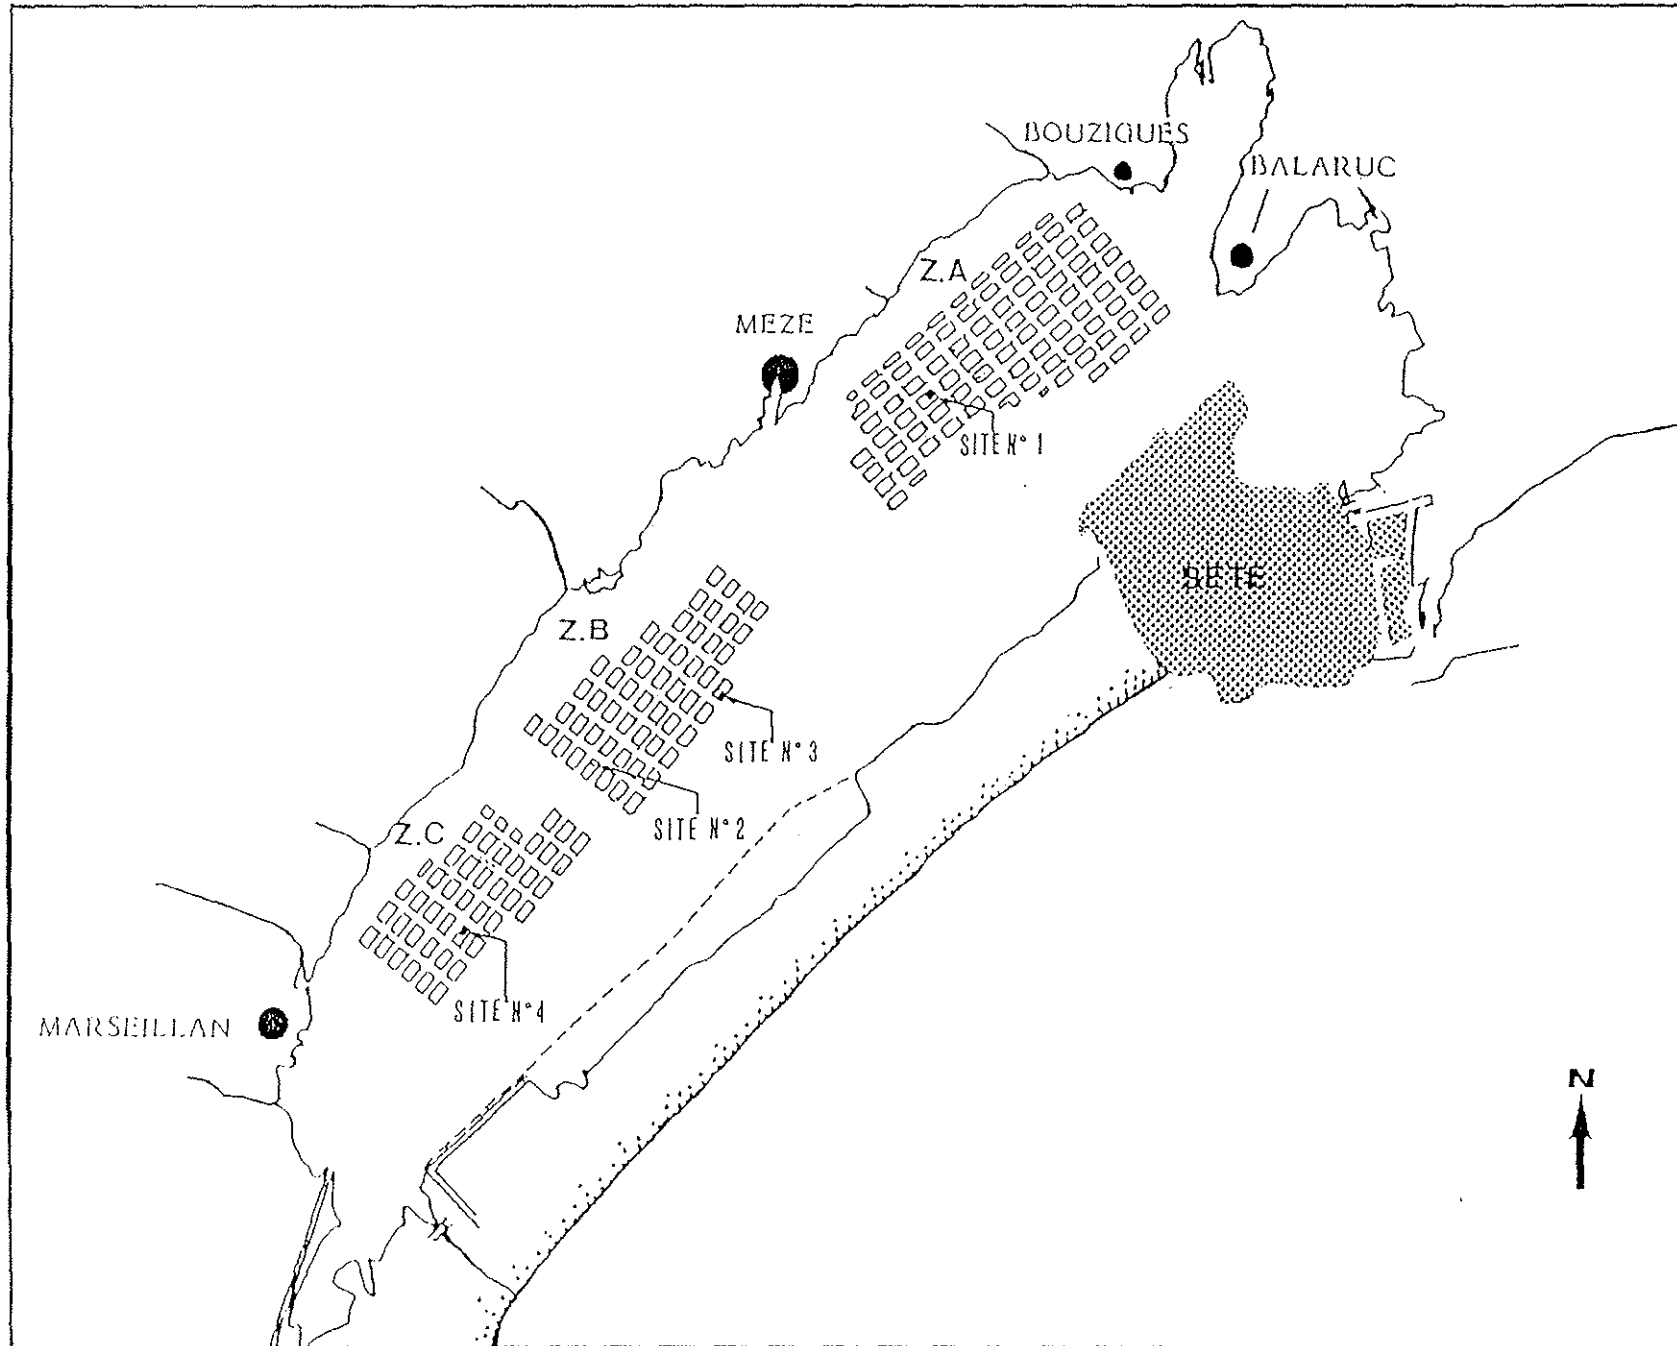 BOUZIGUES
BALARUC
Z.A
MEZE
SITE N° 1
SETE
Z.B
SITE N° 3
SITE N° 2
Z.C
SITE N° 4
MARSEILLAN
N